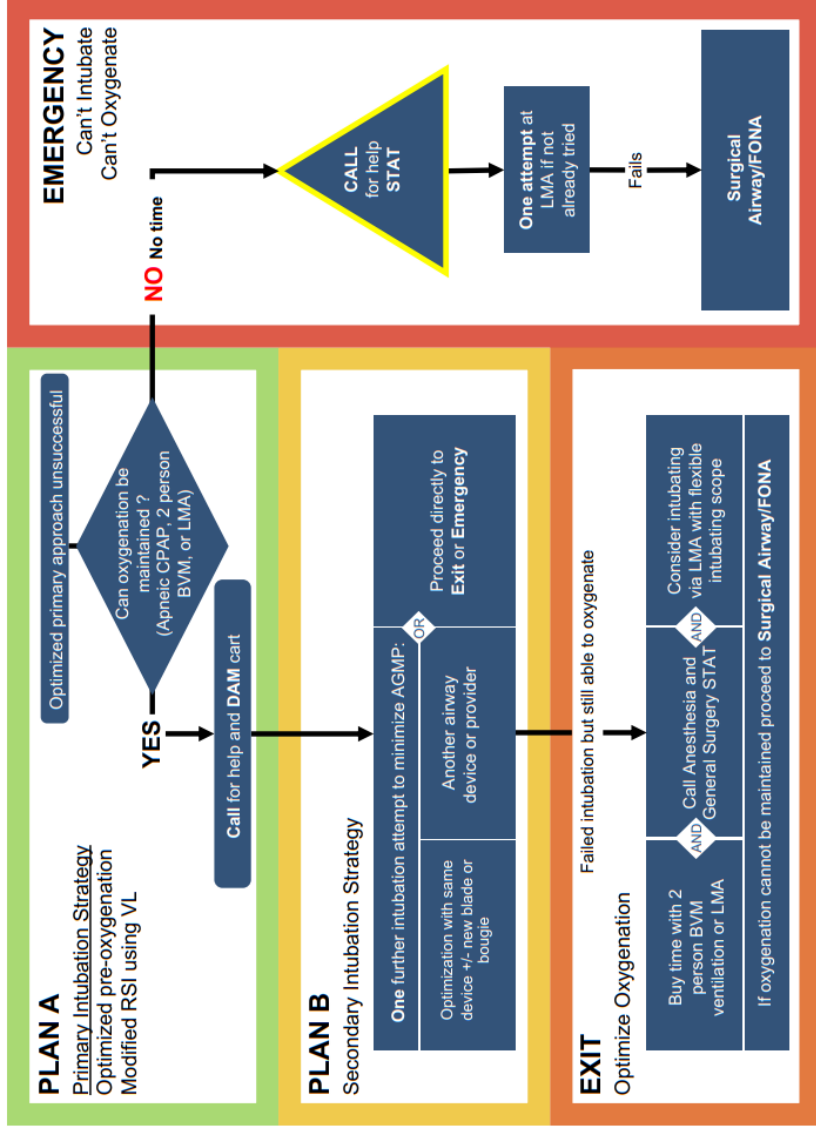 PLAN A
Primary Intubation Strategy
Optimized pre-oxygenation
Modified RSI using VL
Optimized primary approach unsuccessful
Can oxygenation be
maintained ?
(Apneic CPAP, 2 person
BVM, or LMA)
YES
Call for help and DAM cart
NO No time
EMERGENCY
Can't Intubate
Can't Oxygenate
CALL
for help
STAT
One attempt at
LMA if not
already tried
Fails
Surgical
Airway/FONA
PLAN B
Secondary Intubation Strategy
One further intubation attempt to minimize AGMP:
Optimization with same
device +/- new blade or
bougie
Another airway
device or provider
OR
Proceed directly to
Exit or Emergency
EXIT
Optimize Oxygenation
Failed intubation but still able to oxygenate
Buy time with 2
person BVM
ventilation or LMA
AND
Call Anesthesia and
General Surgery STAT
AND
Consider intubating
via LMA with flexible
intubating scope
If oxygenation cannot be maintained proceed to Surgical Airway/FONA